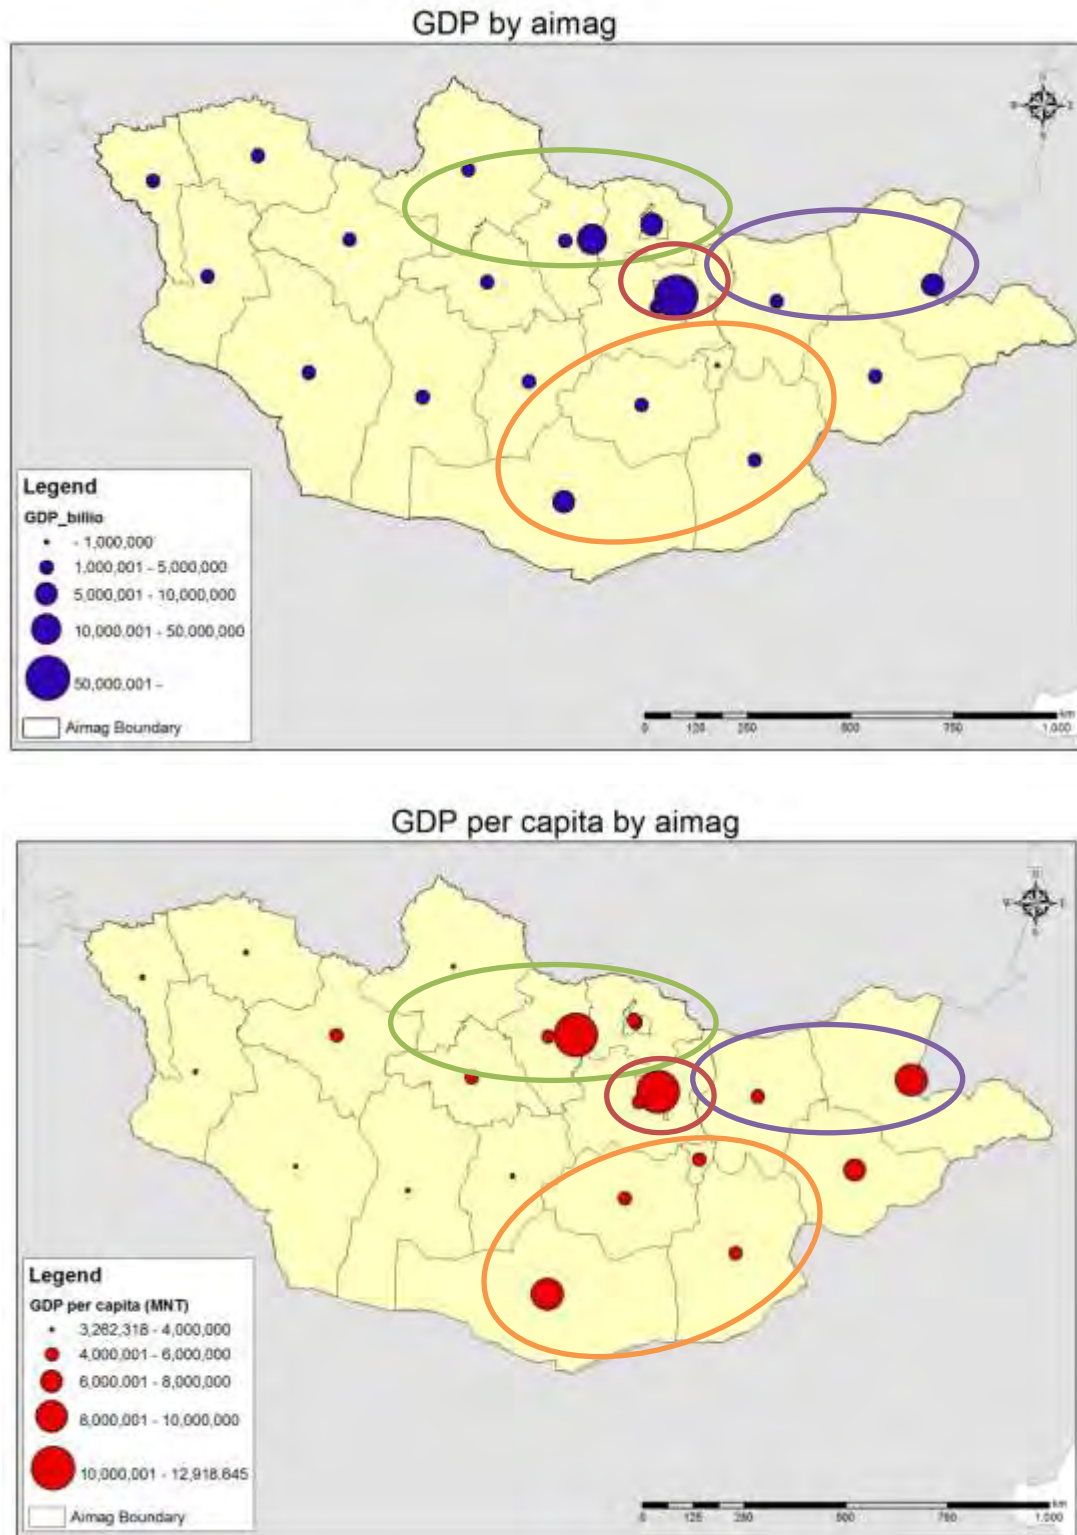 GDP by aimag
Legend
GDP_billio
- 1,000,000
1,000,001 - 5,000,000
5,000,001 - 10,000,000
10,000,001 - 50,000,000
50,000,001 -
Aimag Boundary
km
0 125 250 500 750 1,000
GDP per capita by aimag
Legend
GDP per capita (MNT)
3,262,318 - 4,000,000
4,000,001 - 6,000,000
6,000,001 - 8,000,000
8,000,001 - 10,000,000
10,000,001 - 12,918,645
Aimag Boundary
km
0 125 250 500 750 1,000